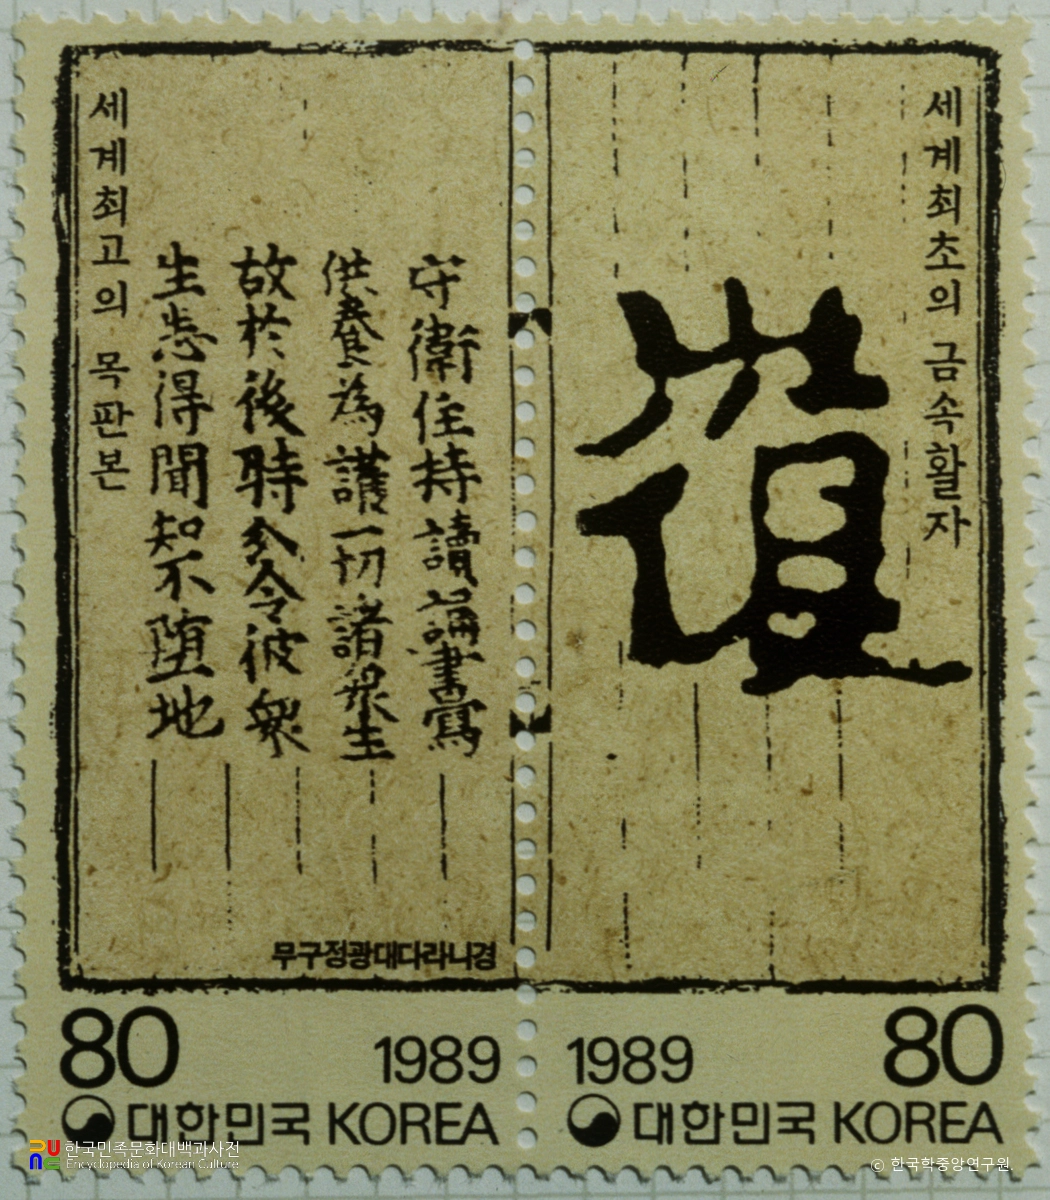 세계최초의 금속활자
세계최고의 목판본
守衛住持讀誦書寫
供養為護一切諸衆生
故於後時分令彼衆
生悉得聞知不堕地
무구정광대다라니경
80 1989
대한민국 KOREA
1989 80
대한민국 KOREA
한국민족문화대백과사전
Encyclopedia of Korean Culture
© 한국학중앙연구원.